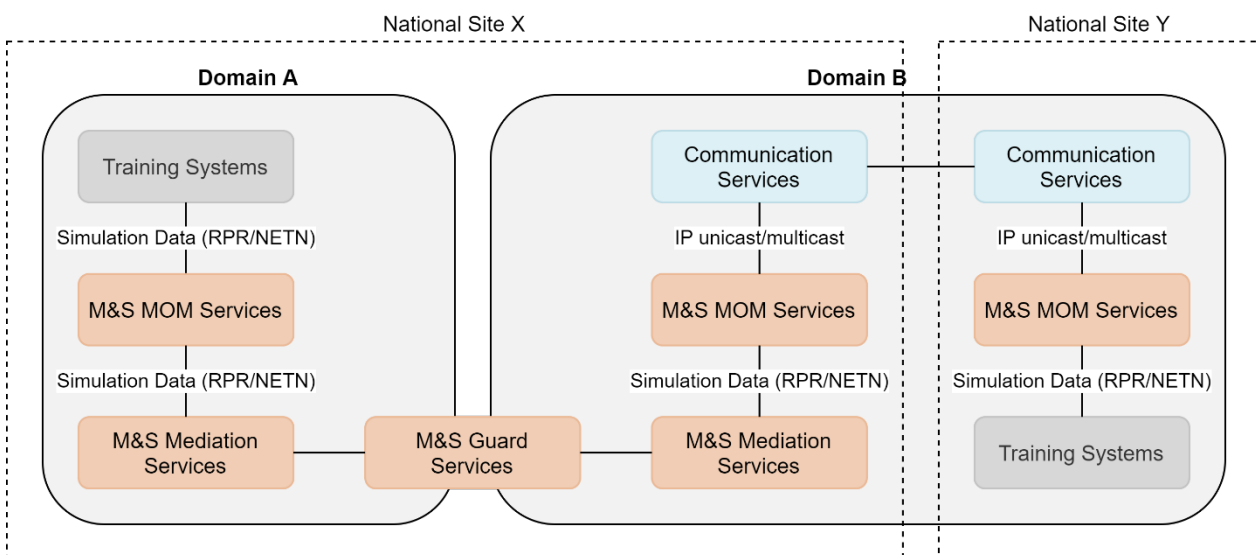 National Site X
National Site Y
Domain A
Domain B
Training Systems
Communication
Services
Communication
Services
Simulation Data (RPR/NETN)
IP unicast/multicast
IP unicast/multicast
M&S MOM Services
M&S MOM Services
M&S MOM Services
Simulation Data (RPR/NETN)
Simulation Data (RPR/NETN)
Simulation Data (RPR/NETN)
M&S Mediation
Services
M&S Guard
Services
M&S Mediation
Services
Training Systems